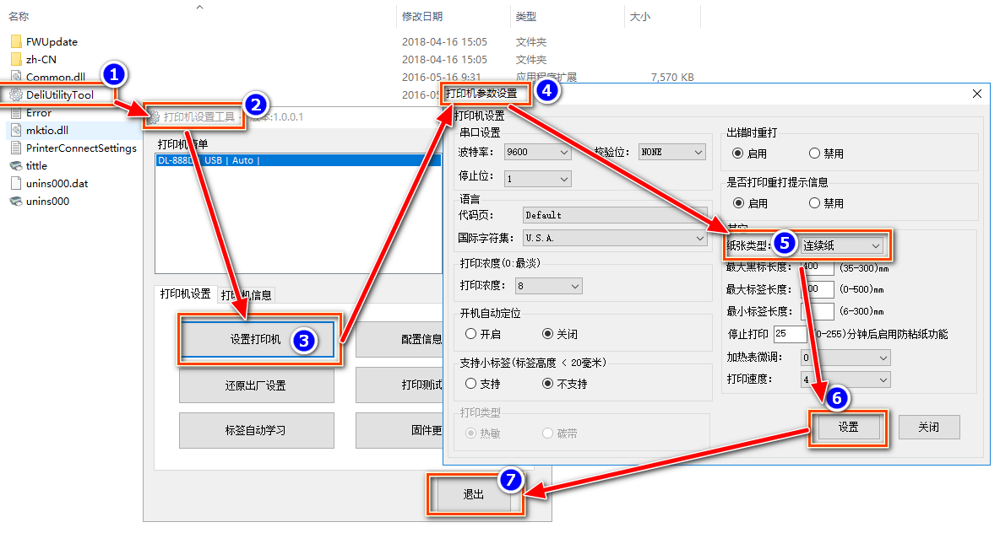 名称 修改日期 类型 大小
FWUpdate 2018-04-16 15:05 文件夹
zh-CN 2018-04-16 15:05 文件夹
Common.dll 2016-05-16 9:31 应用程序扩展 7,570 KB
DeliUtilityTool 2016-05
Error
mktio.dll
PrinterConnectSettings
tittle
unins000.dat
unins000
1
2
打印机设置工具 版本:1.0.0.1
打印机清单
DL-888D USB | Auto |
打印机设置 打印机信息
设置打印机 3
配置信息
还原出厂设置
打印测试
标签自动学习
固件更
退出 7
打印机参数设置 4
打印机设置
串口设置
波特率: 9600 校验位: NONE
停止位: 1
语言
代码页: Default
国际字符集: U.S.A.
打印浓度(0:最淡)
打印浓度: 8
开机自动定位
开启 关闭
支持小标签(标签高度 < 20毫米)
支持 不支持
打印类型
热敏 碳带
出错时重打
启用 禁用
是否打印重打提示信息
启用 禁用
其它
纸张类型: 5 连续纸
最大黑标长度: 400 (35-300)mm
最大标签长度: 00 (0-500)mm
最小标签长度: (6-300)mm
停止打印 25 (0-255)分钟后启用防粘纸功能
加热表微调: 0
打印速度: 4
6
设置 关闭